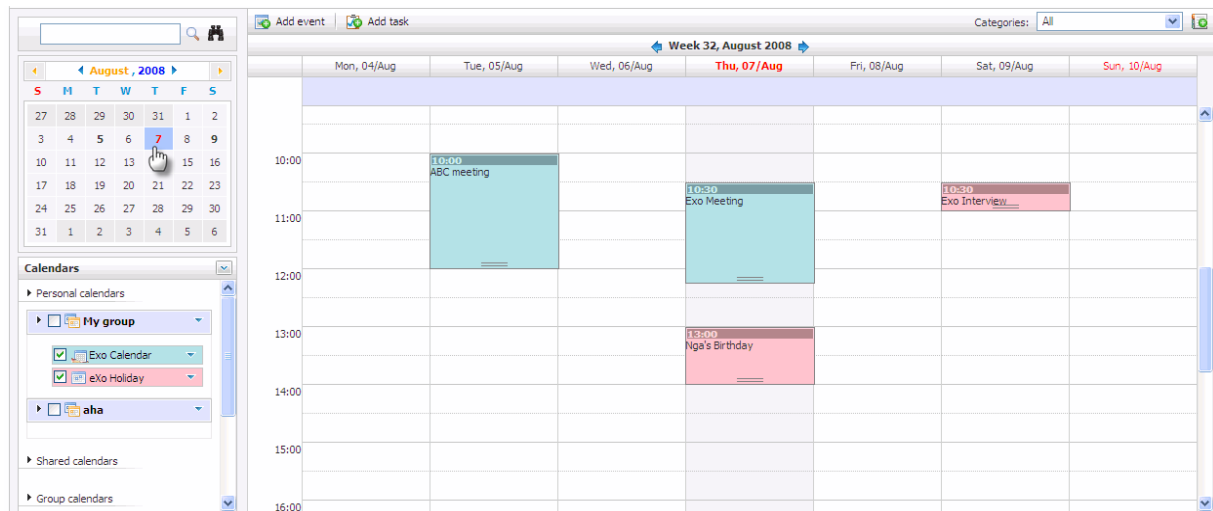 Add event Add task Categories: All
Week 32, August 2008
August , 2008
Mon, 04/Aug Tue, 05/Aug Wed, 06/Aug Thu, 07/Aug Fri, 08/Aug Sat, 09/Aug Sun, 10/Aug
S M T W T F S
27 28 29 30 31 1 2
3 4 5 6 7 8 9
10 11 12 13 15 16
17 18 19 20 21 22 23
24 25 26 27 28 29 30
31 1 2 3 4 5 6
Calendars
Personal calendars
My group
Exo Calendar
eXo Holiday
aha
Shared calendars
Group calendars
10:00
11:00
12:00
13:00
14:00
15:00
16:00
10:00
ABC meeting
10:30
Exo Meeting
13:00
Nga's Birthday
10:30
Exo Interview